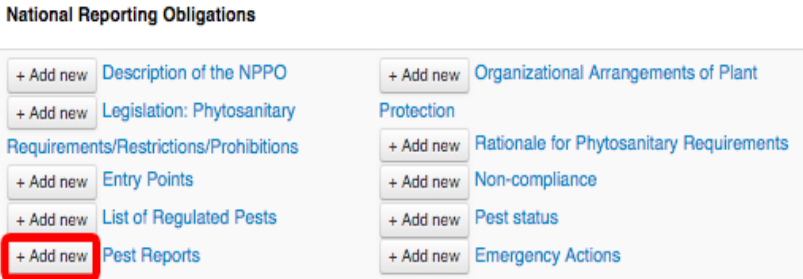 National Reporting Obligations
+ Add new Description of the NPPO
+ Add new Legislation: Phytosanitary
Requirements/Restrictions/Prohibitions
+ Add new Entry Points
+ Add new List of Regulated Pests
+ Add new Pest Reports
+ Add new Organizational Arrangements of Plant
Protection
+ Add new Rationale for Phytosanitary Requirements
+ Add new Non-compliance
+ Add new Pest status
+ Add new Emergency Actions